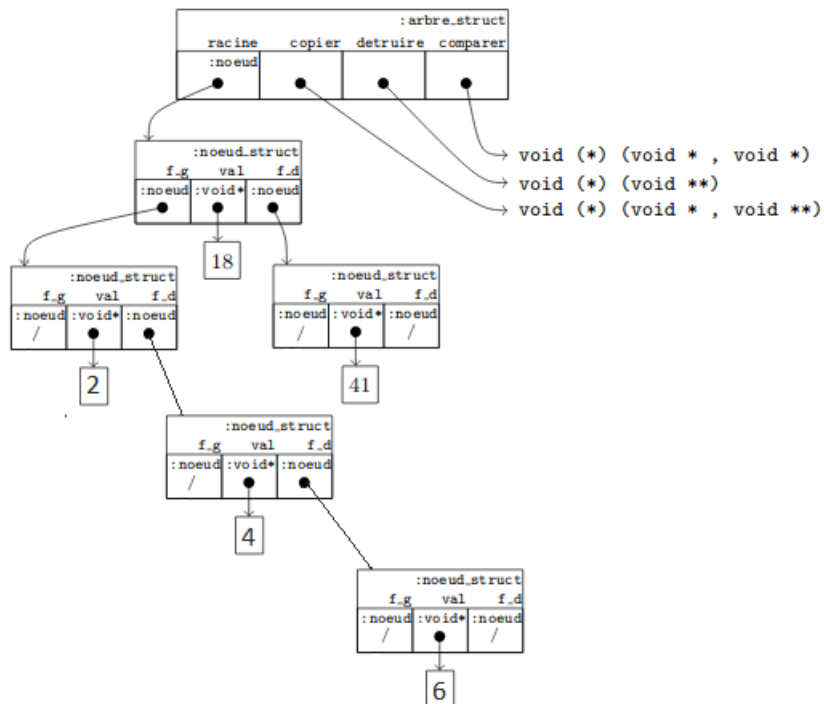 :arbre_struct
racine copier detruire comparer
:noeud
:noeud_struct
f_g val f_d
:noeud :void* :noeud
void (*) (void * , void *)
void (*) (void **)
void (*) (void * , void **)
18
:noeud_struct
f_g val f_d
:noeud :void* :noeud
/
2
:noeud_struct
f_g val f_d
:noeud :void* :noeud
/ /
41
:noeud_struct
f_g val f_d
:noeud :void* :noeud
/
4
:noeud_struct
f_g val f_d
:noeud :void* :noeud
/ /
6